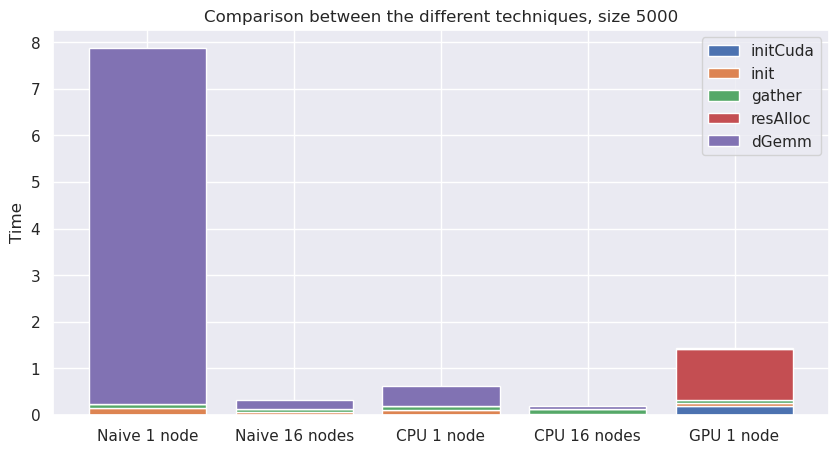 Comparison between the different techniques, size 5000
Time
8
7
6
5
4
3
2
1
0
initCuda
init
gather
resAlloc
dGemm
Naive 1 node
Naive 16 nodes
CPU 1 node
CPU 16 nodes
GPU 1 node